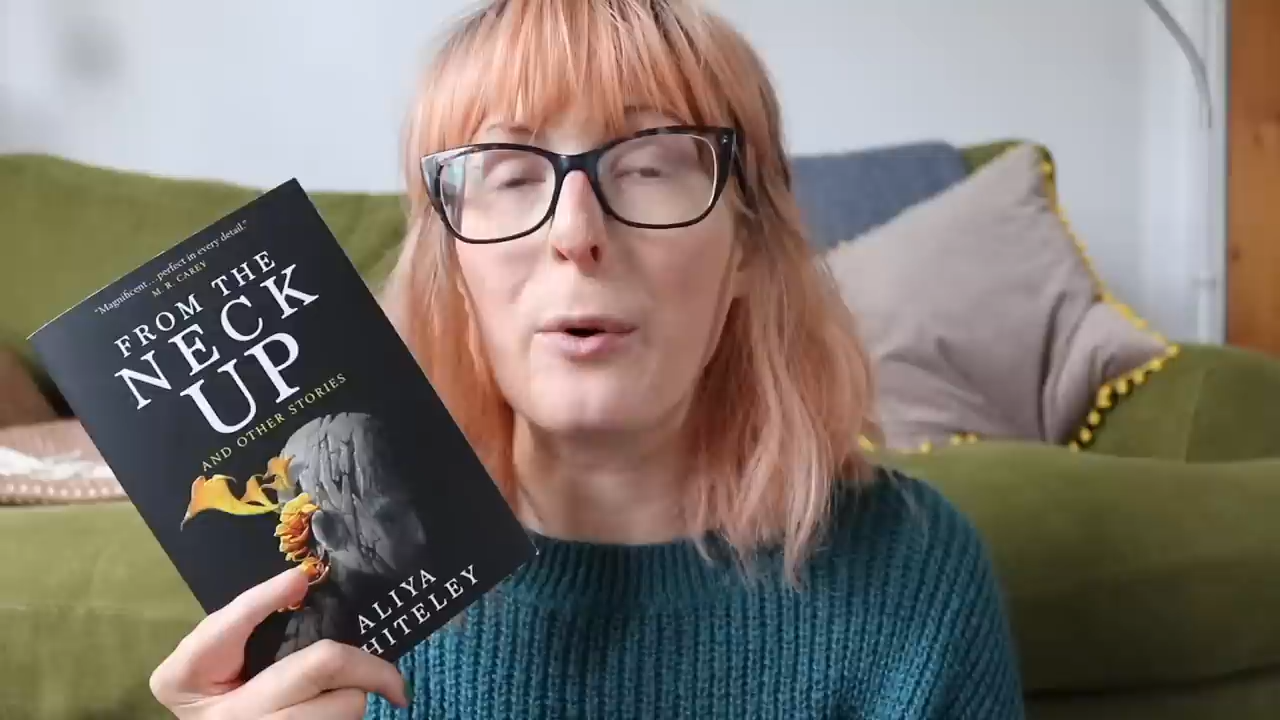 "Magnificent... perfect in every detail."
M. R. CAREY
FROM THE
NECK
UP
AND OTHER STORIES
ALIYA
HITELEY